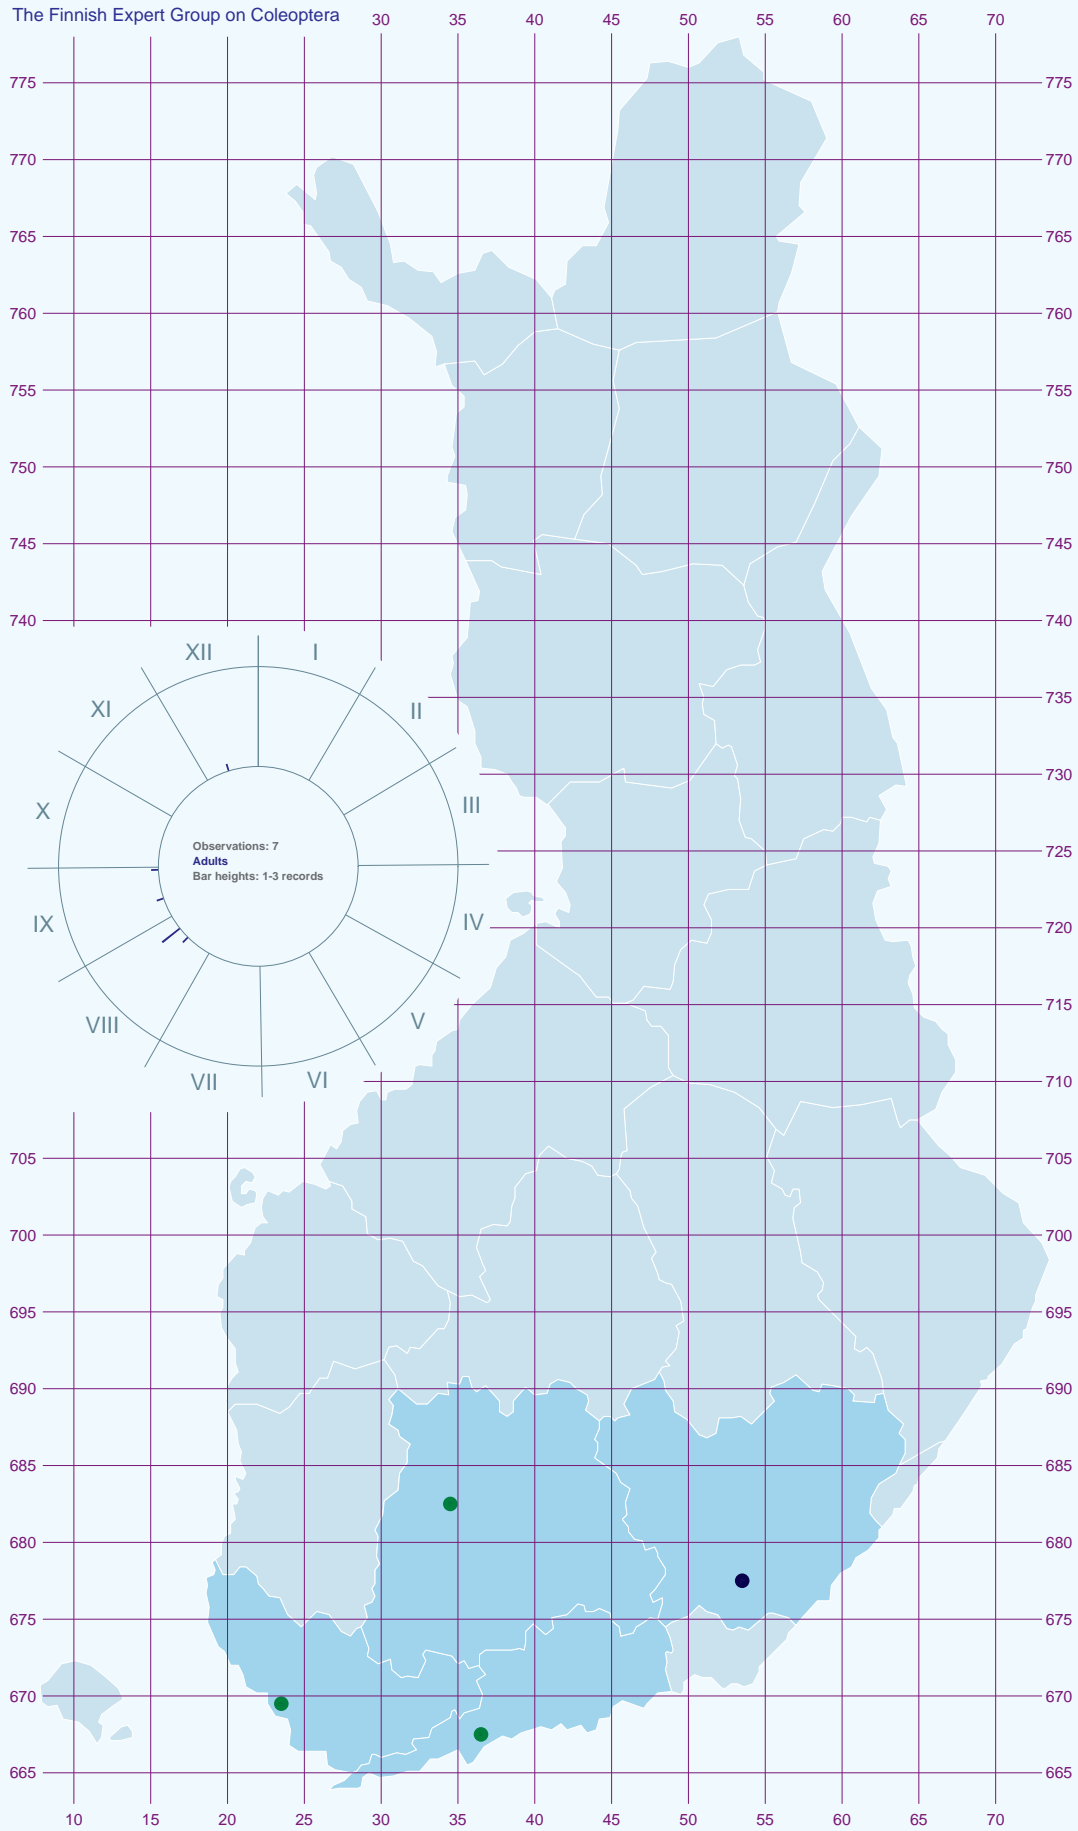 The Finnish Expert Group on Coleoptera
30 35 40 45 50 55 60 65 70
775 775
770 770
765 765
760 760
755 755
750 750
745 745
740 740
XII I
XI II
735
730
X III
Observations: 7
Adults
Bar heights: 1-3 records
725
IX IV
720
715
VIII V
VII VI
710
705 705
700 700
695 695
690 690
685 685
680 680
675 675
670 670
665 665
10 15 20 25 30 35 40 45 50 55 60 65 70